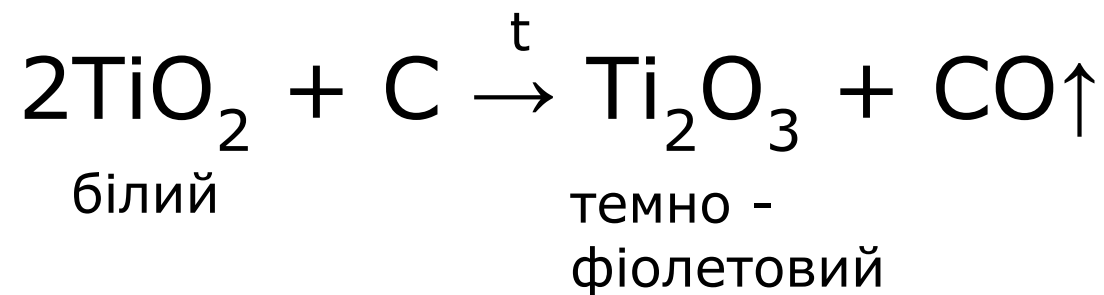 t
2TiO₂ + C → Ti₂O₃ + CO↑
білий
темно -
фіолетовий